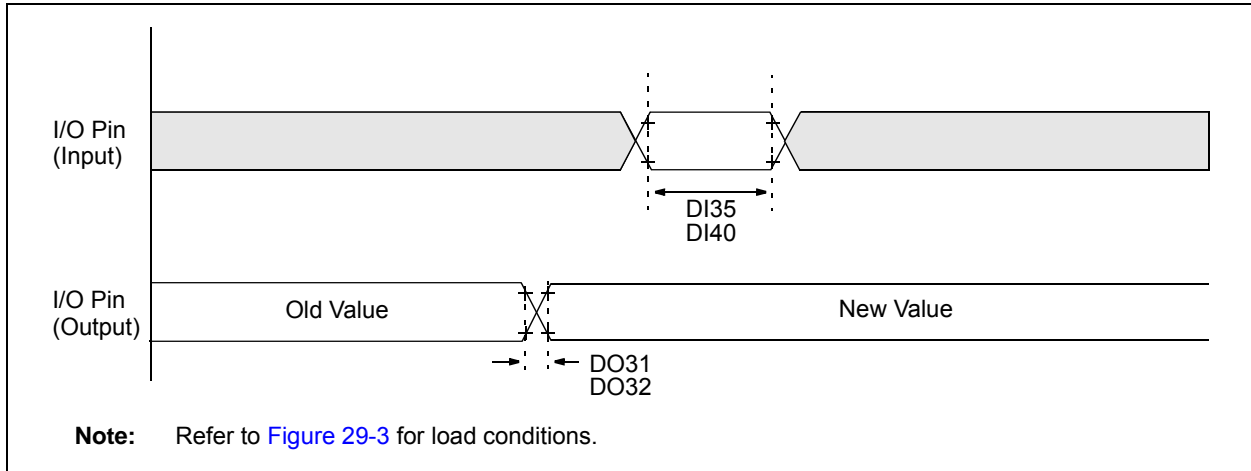 I/O Pin
(Input)
DI35
DI40
I/O Pin
(Output)
Old Value
New Value
DO31
DO32
Note: Refer to Figure 29-3 for load conditions.